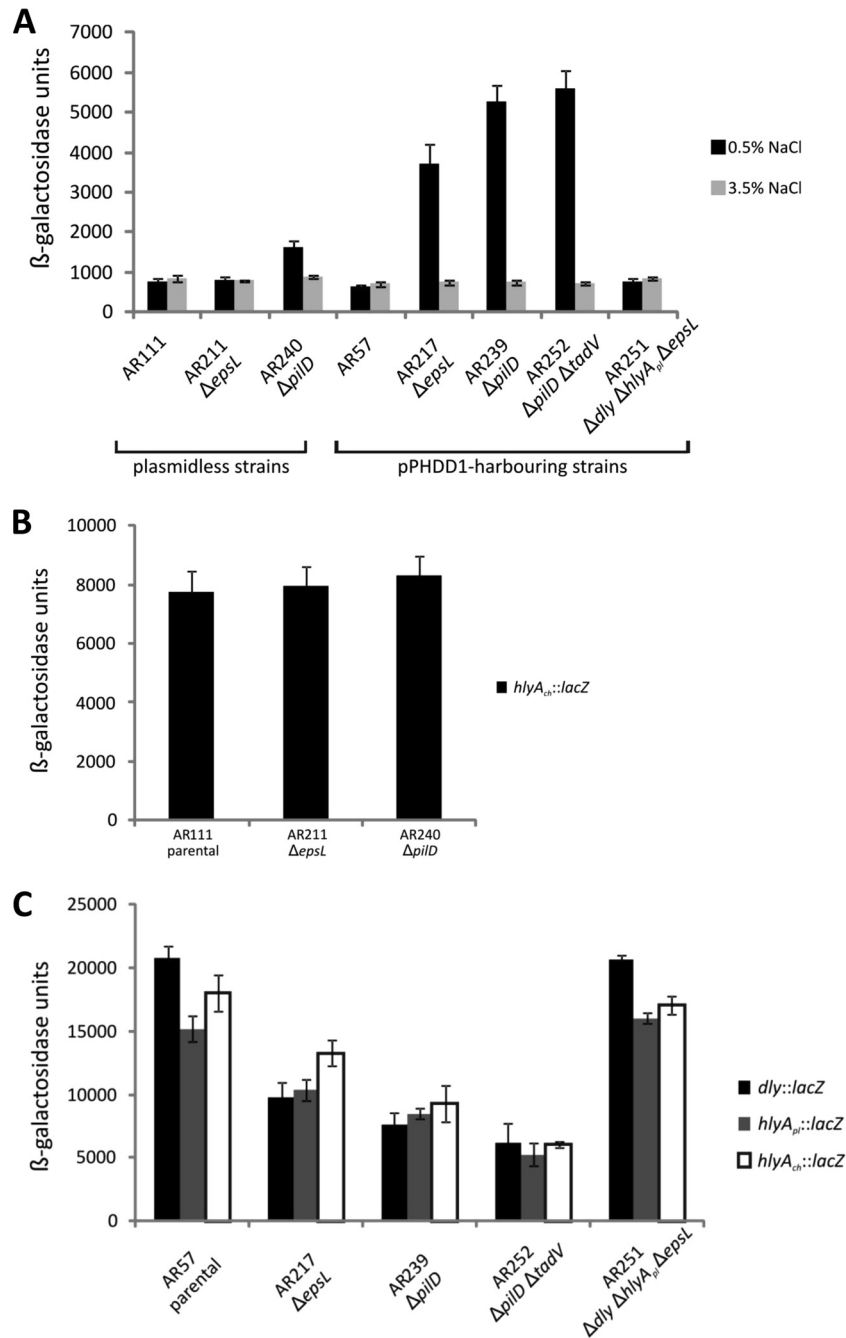 A
ß-galactosidase units
7000
6000
5000
4000
3000
2000
1000
0
0.5% NaCl
3.5% NaCl
AR111
AR211
ΔepsL
AR240
ΔpilD
AR57
AR217
ΔepsL
AR239
ΔpilD
AR252
ΔpilD ΔtadV
AR251
Δdly ΔhlyApl ΔepsL
plasmidless strains
pPHDD1-harbouring strains
B
ß-galactosidase units
10000
8000
6000
4000
2000
0
hlyAch::lacZ
AR111
parental
AR211
ΔepsL
AR240
ΔpilD
C
ß-galactosidase units
25000
20000
15000
10000
5000
0
dly::lacZ
hlyApl::lacZ
hlyAch::lacZ
AR57
parental
AR217
ΔepsL
AR239
ΔpilD
AR252
ΔpilD ΔtadV
AR251
Δdly ΔhlyApl ΔepsL